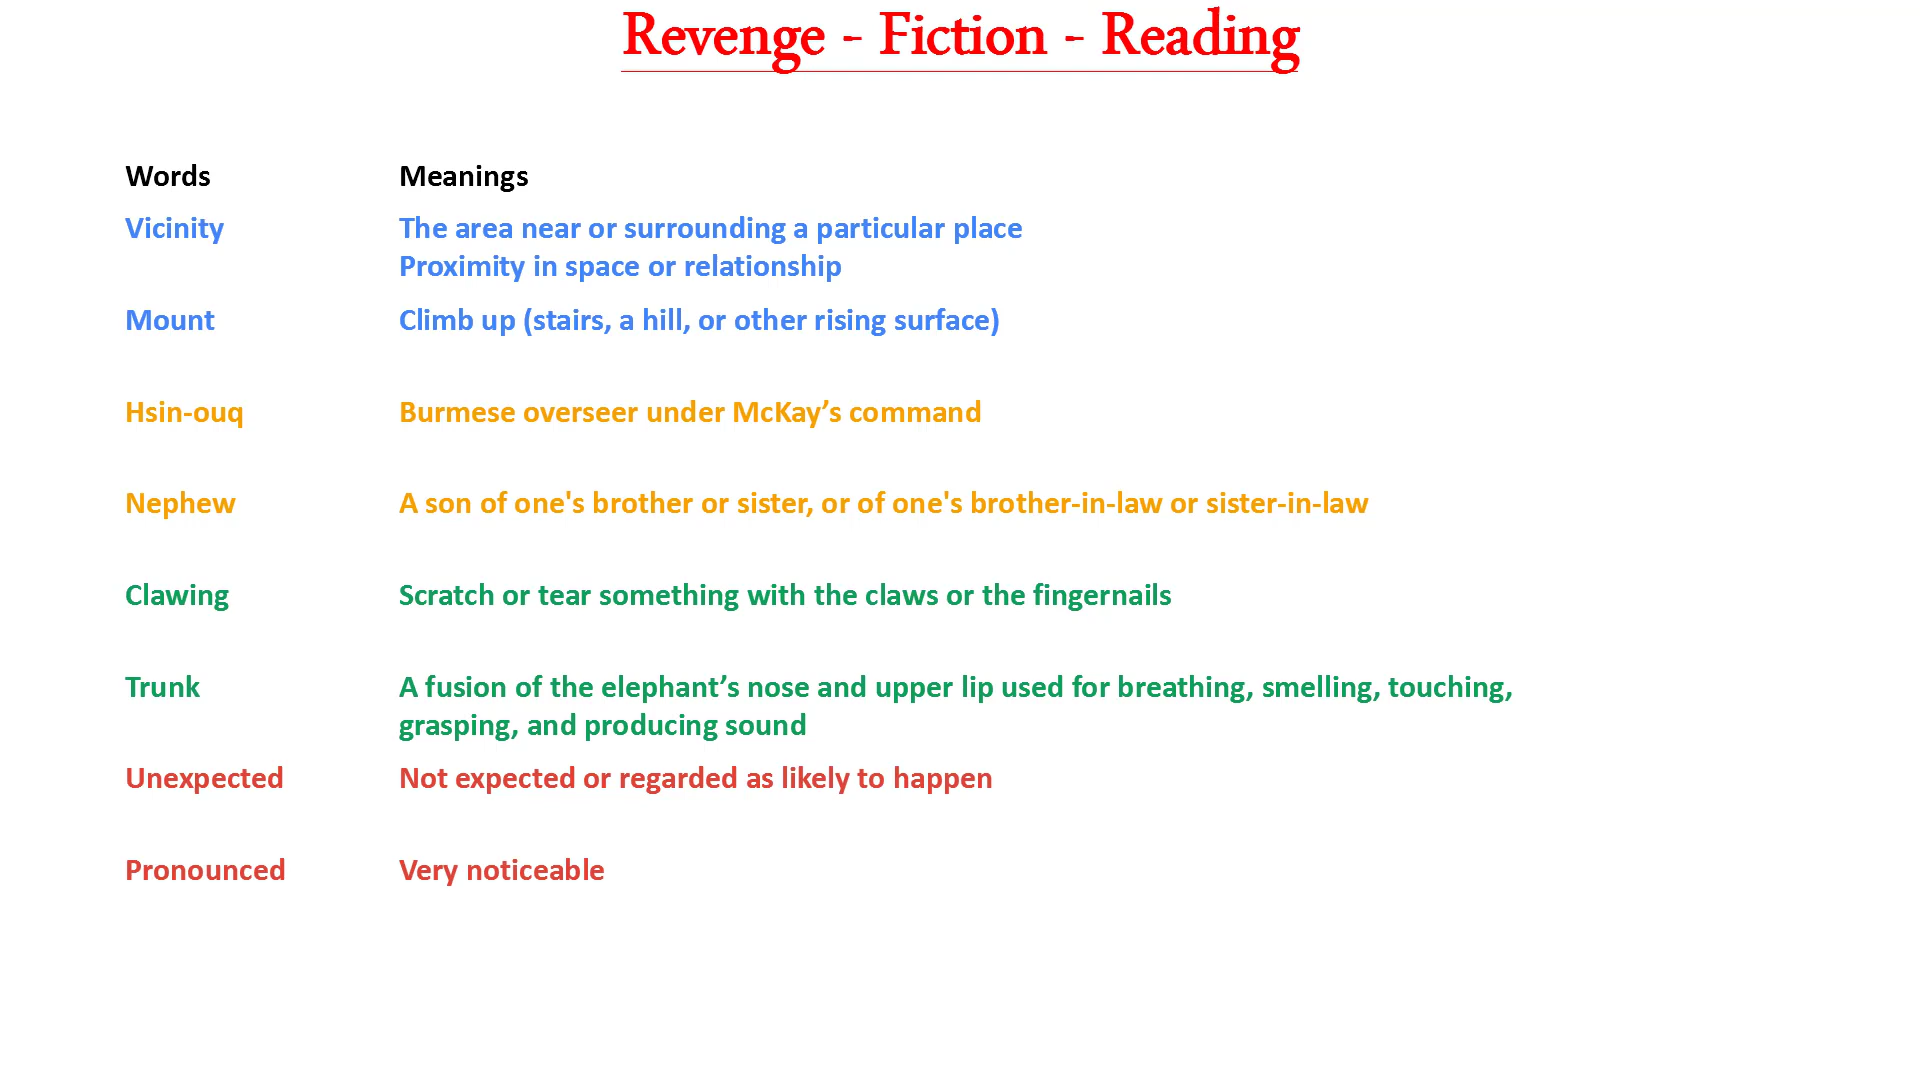 Revenge - Fiction - Reading
Words Meanings
Vicinity The area near or surrounding a particular place
Proximity in space or relationship
Mount Climb up (stairs, a hill, or other rising surface)
Hsin-ouq Burmese overseer under McKay’s command
Nephew A son of one's brother or sister, or of one's brother-in-law or sister-in-law
Clawing Scratch or tear something with the claws or the fingernails
Trunk A fusion of the elephant’s nose and upper lip used for breathing, smelling, touching,
grasping, and producing sound
Unexpected Not expected or regarded as likely to happen
Pronounced Very noticeable